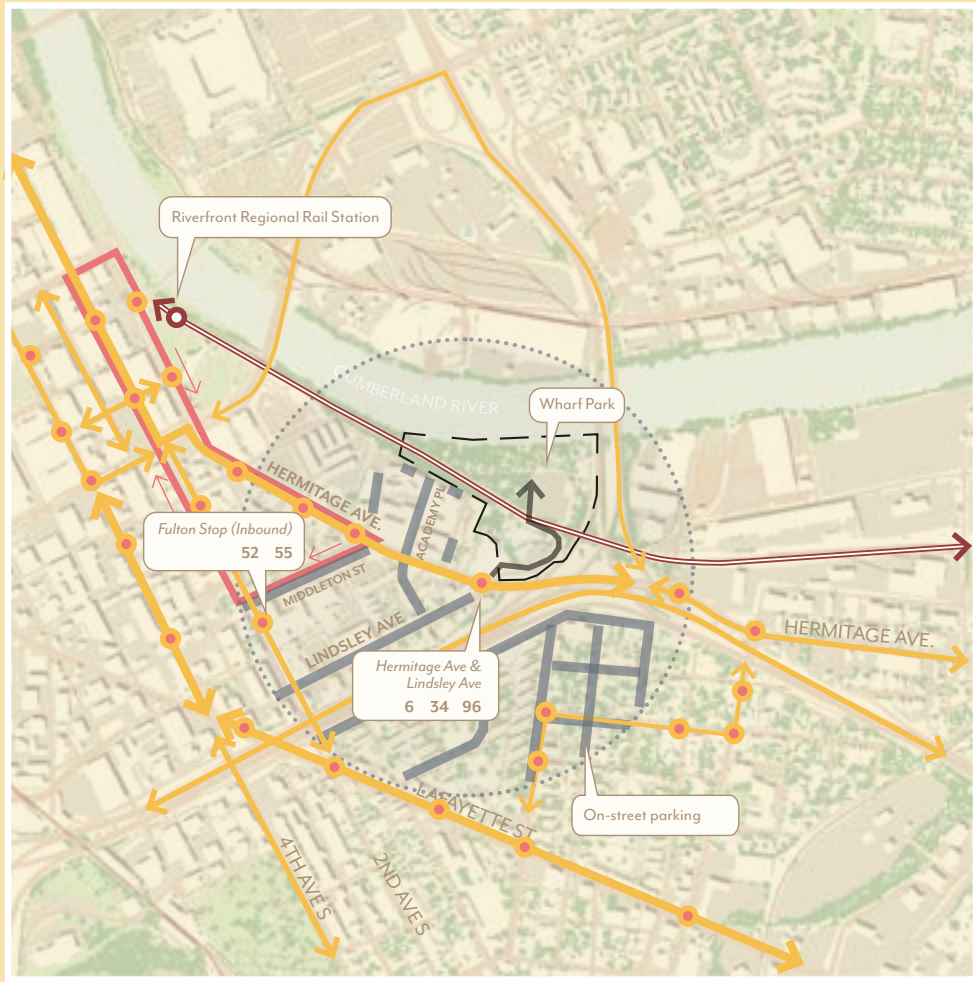 Riverfront Regional Rail Station
CUMBERLAND RIVER
Wharf Park
HERMITAGE AVE.
ACADEMY PL
Fulton Stop (Inbound)
52 55
MIDDLETON ST
LINDSLEY AVE
HERMITAGE AVE.
Hermitage Ave &
Lindsley Ave
6 34 96
On-street parking
LAFAYETTE ST
4TH AVE S
2ND AVE S